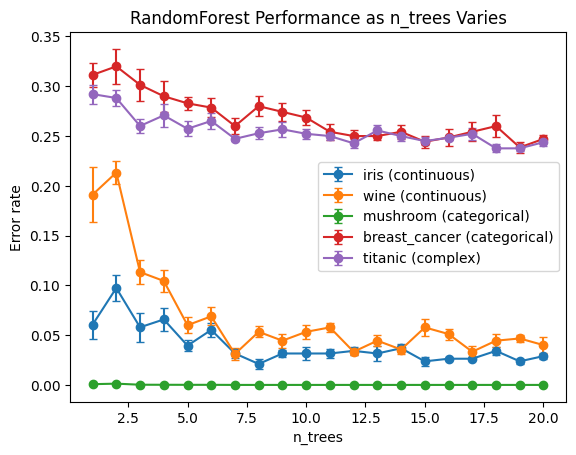 RandomForest Performance as n_trees Varies
Error rate
0.35
0.30
0.25
0.20
0.15
0.10
0.05
0.00
iris (continuous)
wine (continuous)
mushroom (categorical)
breast_cancer (categorical)
titanic (complex)
2.5 5.0 7.5 10.0 12.5 15.0 17.5 20.0
n_trees